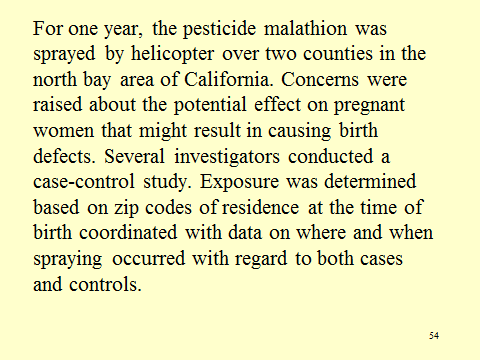 For one year, the pesticide malathion was
sprayed by helicopter over two counties in the
north bay area of California. Concerns were
raised about the potential effect on pregnant
women that might result in causing birth
defects. Several investigators conducted a
case-control study. Exposure was determined
based on zip codes of residence at the time of
birth coordinated with data on where and when
spraying occurred with regard to both cases
and controls.
54